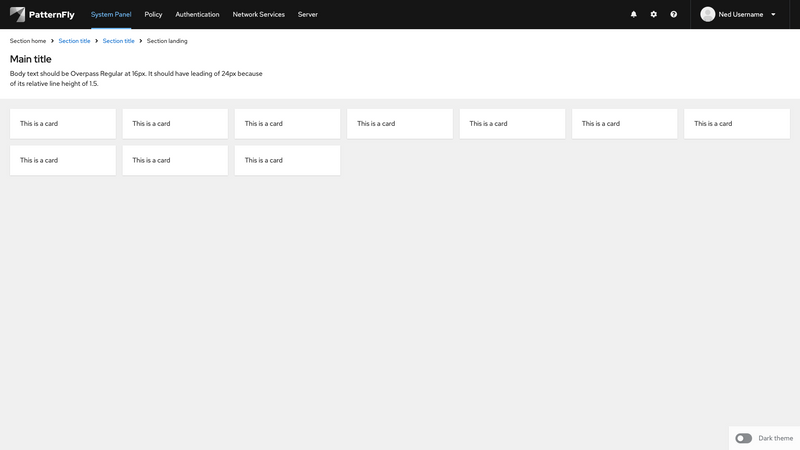 PatternFly System Panel Policy Authentication Network Services Server Ned Username
Section home Section title Section title Section landing
Main title
Body text should be Overpass Regular at 16px. It should have leading of 24px because
of its relative line height of 1.5.
This is a card This is a card This is a card This is a card This is a card This is a card This is a card
This is a card This is a card This is a card
Dark theme